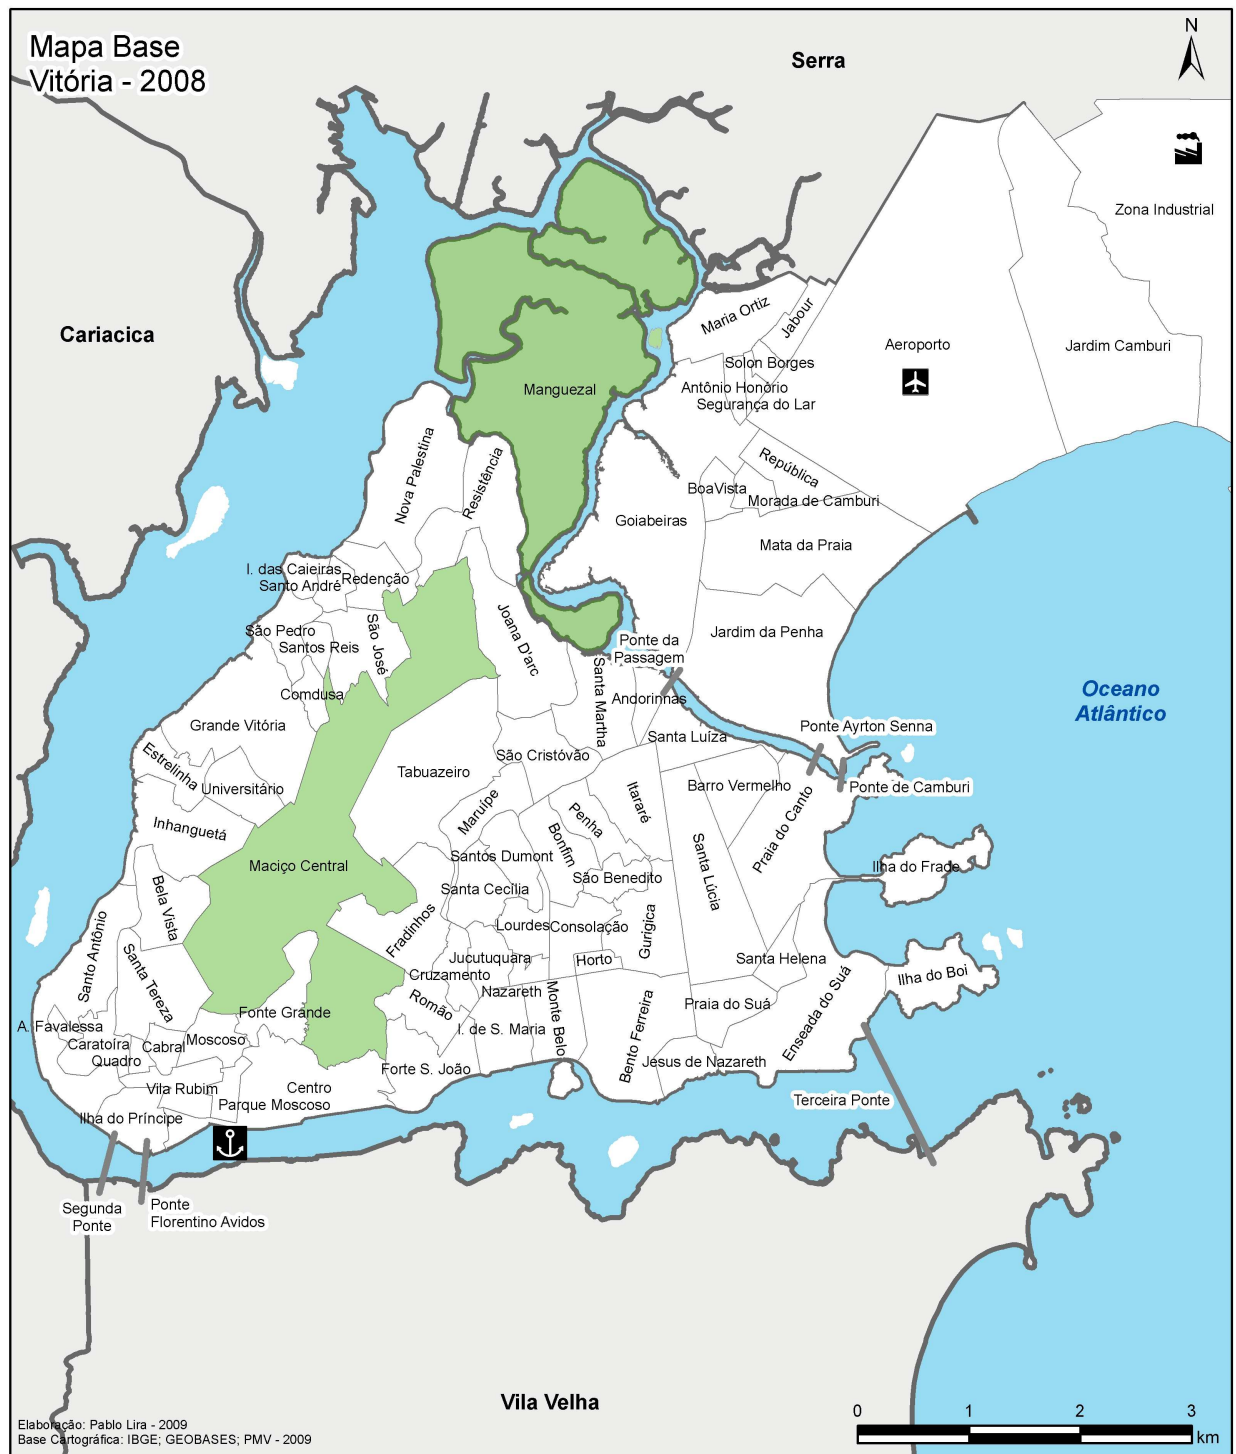 Mapa Base
Vitória - 2008
N
Serra
Zona Industrial
Cariacica
Maria Ortiz
Jabour
Aeroporto
Jardim Camburi
Solon Borges
Antônio Honório
Segurança do Lar
Manguezal
Nova Palestina
Resistência
República
BoaVista
Morada de Camburi
Goiabeiras
Mata da Praia
I. das Caieiras
Santo André
Redenção
Joana D'arc
São Pedro
Santos Reis
São José
Jardim da Penha
Ponte da
Passagem
Santa Martha
Andorinhas
Comdusa
Oceano
Atlântico
Grande Vitória
Ponte Ayrton Senna
Santa Luíza
São Cristóvão
Estrelinha
Universitário
Tabuazeiro
Barro Vermelho
Ponte de Camburi
Maruípe
Penha
Itararé
Praia do Canto
Inhanguetá
Bonfim
Santos Dumont
Maciço Central
São Benedito
Santa Lúcia
Ilha do Frade
Santa Cecília
Bela Vista
Fradinhos
Lourdes
Consolação
Gurigica
Santo Antônio
Santa Tereza
Jucutuquara
Horto
Santa Helena
Cruzamento
Ilha do Boi
Nazareth
Romão
Monte Belo
Praia do Suá
Enseada do Suá
Fonte Grande
A. Favalessa
I. de S. Maria
Bento Ferreira
Caratoíra
Quadro
Cabral
Moscoso
Jesus de Nazareth
Forte S. João
Vila Rubim
Centro
Parque Moscoso
Terceira Ponte
Ilha do Príncipe
Segunda
Ponte
Ponte
Florentino Avidos
Vila Velha
0 1 2 3
km
Elaboração: Pablo Lira - 2009
Base Cartográfica: IBGE; GEOBASES; PMV - 2009